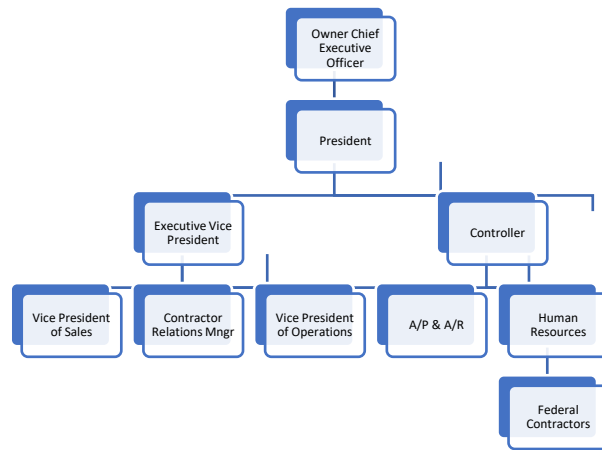 Owner Chief
Executive
Officer
President
Executive Vice
President
Controller
Vice President
of Sales
Contractor
Relations Mngr
Vice President
of Operations
A/P & A/R
Human
Resources
Federal
Contractors